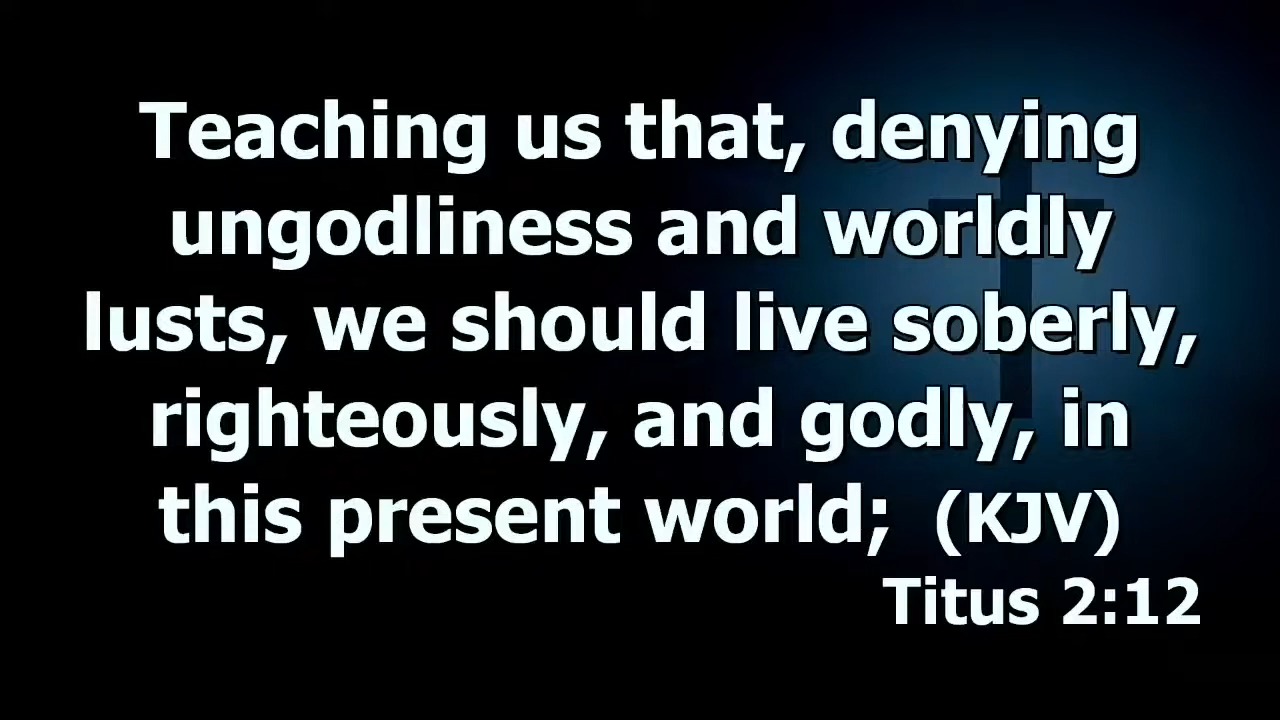 Teaching us that, denying
ungodliness and worldly
lusts, we should live soberly,
righteously, and godly, in
this present world; (KJV)
Titus 2:12